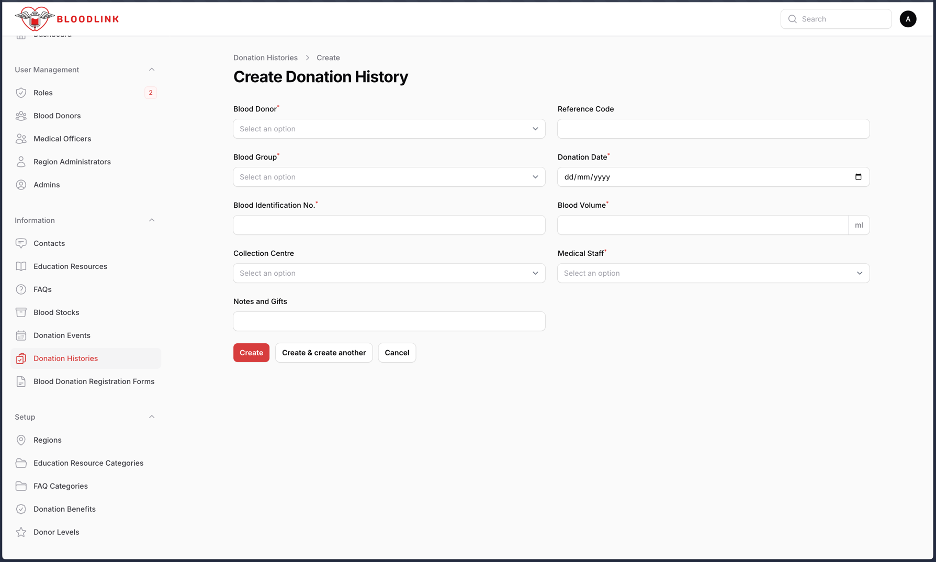 BLOODLINK
Search
A
Dashboard
User Management
Roles
2
Blood Donors
Medical Officers
Region Administrators
Admins
Information
Contacts
Education Resources
FAQs
Blood Stocks
Donation Events
Donation Histories
Blood Donation Registration Forms
Setup
Regions
Education Resource Categories
FAQ Categories
Donation Benefits
Donor Levels
Donation Histories > Create
Create Donation History
Blood Donor*
Select an option
Reference Code
Blood Group*
Select an option
Donation Date*
dd/mm/yyyy
Blood Identification No.*
Blood Volume*
ml
Collection Centre
Select an option
Medical Staff*
Select an option
Notes and Gifts
Create
Create & create another
Cancel